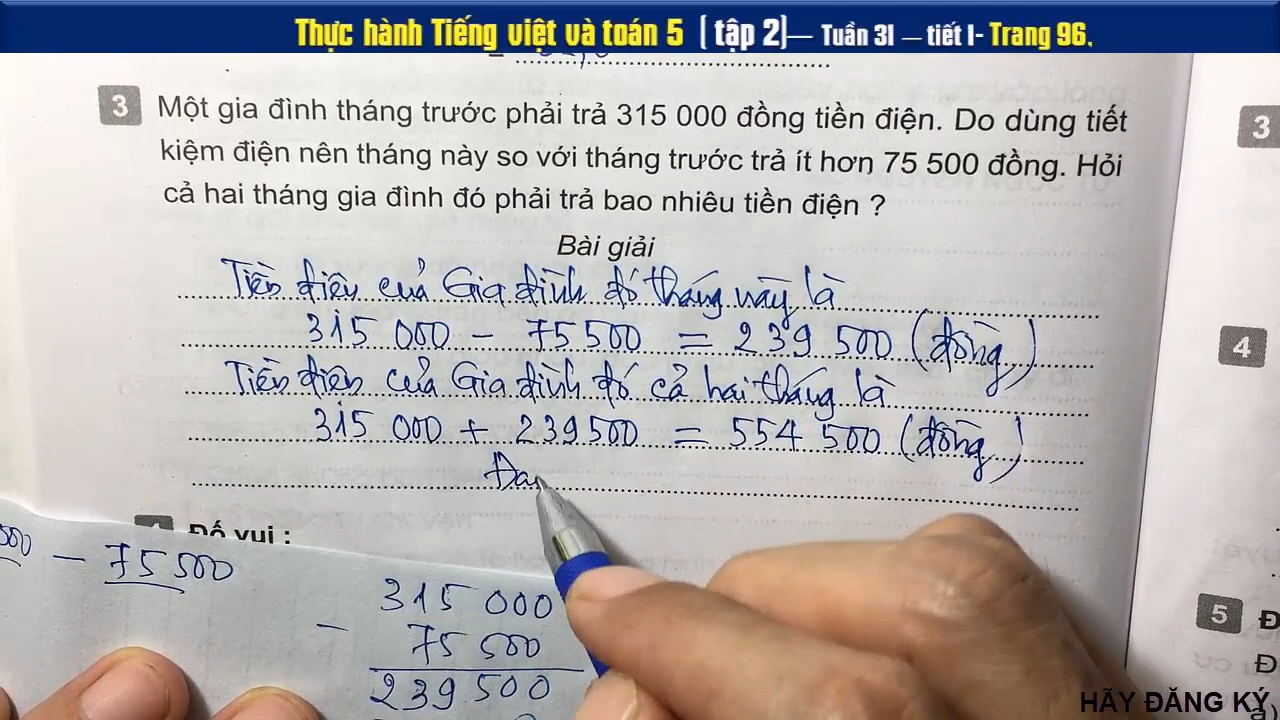 Thực hành Tiếng việt và toán 5 ( tập 2)— Tuần 31 – tiết 1- Trang 96.
3 Một gia đình tháng trước phải trả 315 000 đồng tiền điện. Do dùng tiết
kiệm điện nên tháng này so với tháng trước trả ít hơn 75 500 đồng. Hỏi
cả hai tháng gia đình đó phải trả bao nhiêu tiền điện ?
Bài giải
Tiền điện của Gia đình đó tháng này là
315 000 - 75 500 = 239 500 (đồng)
Tiền điện của Gia đình đó cả hai tháng là
315 000 + 239 500 = 554 500 (đồng)
Đá
Đố vui :
- 75 500
315 000
-
75 500
239 500
3
4
5
HÃY ĐĂNG KÝ